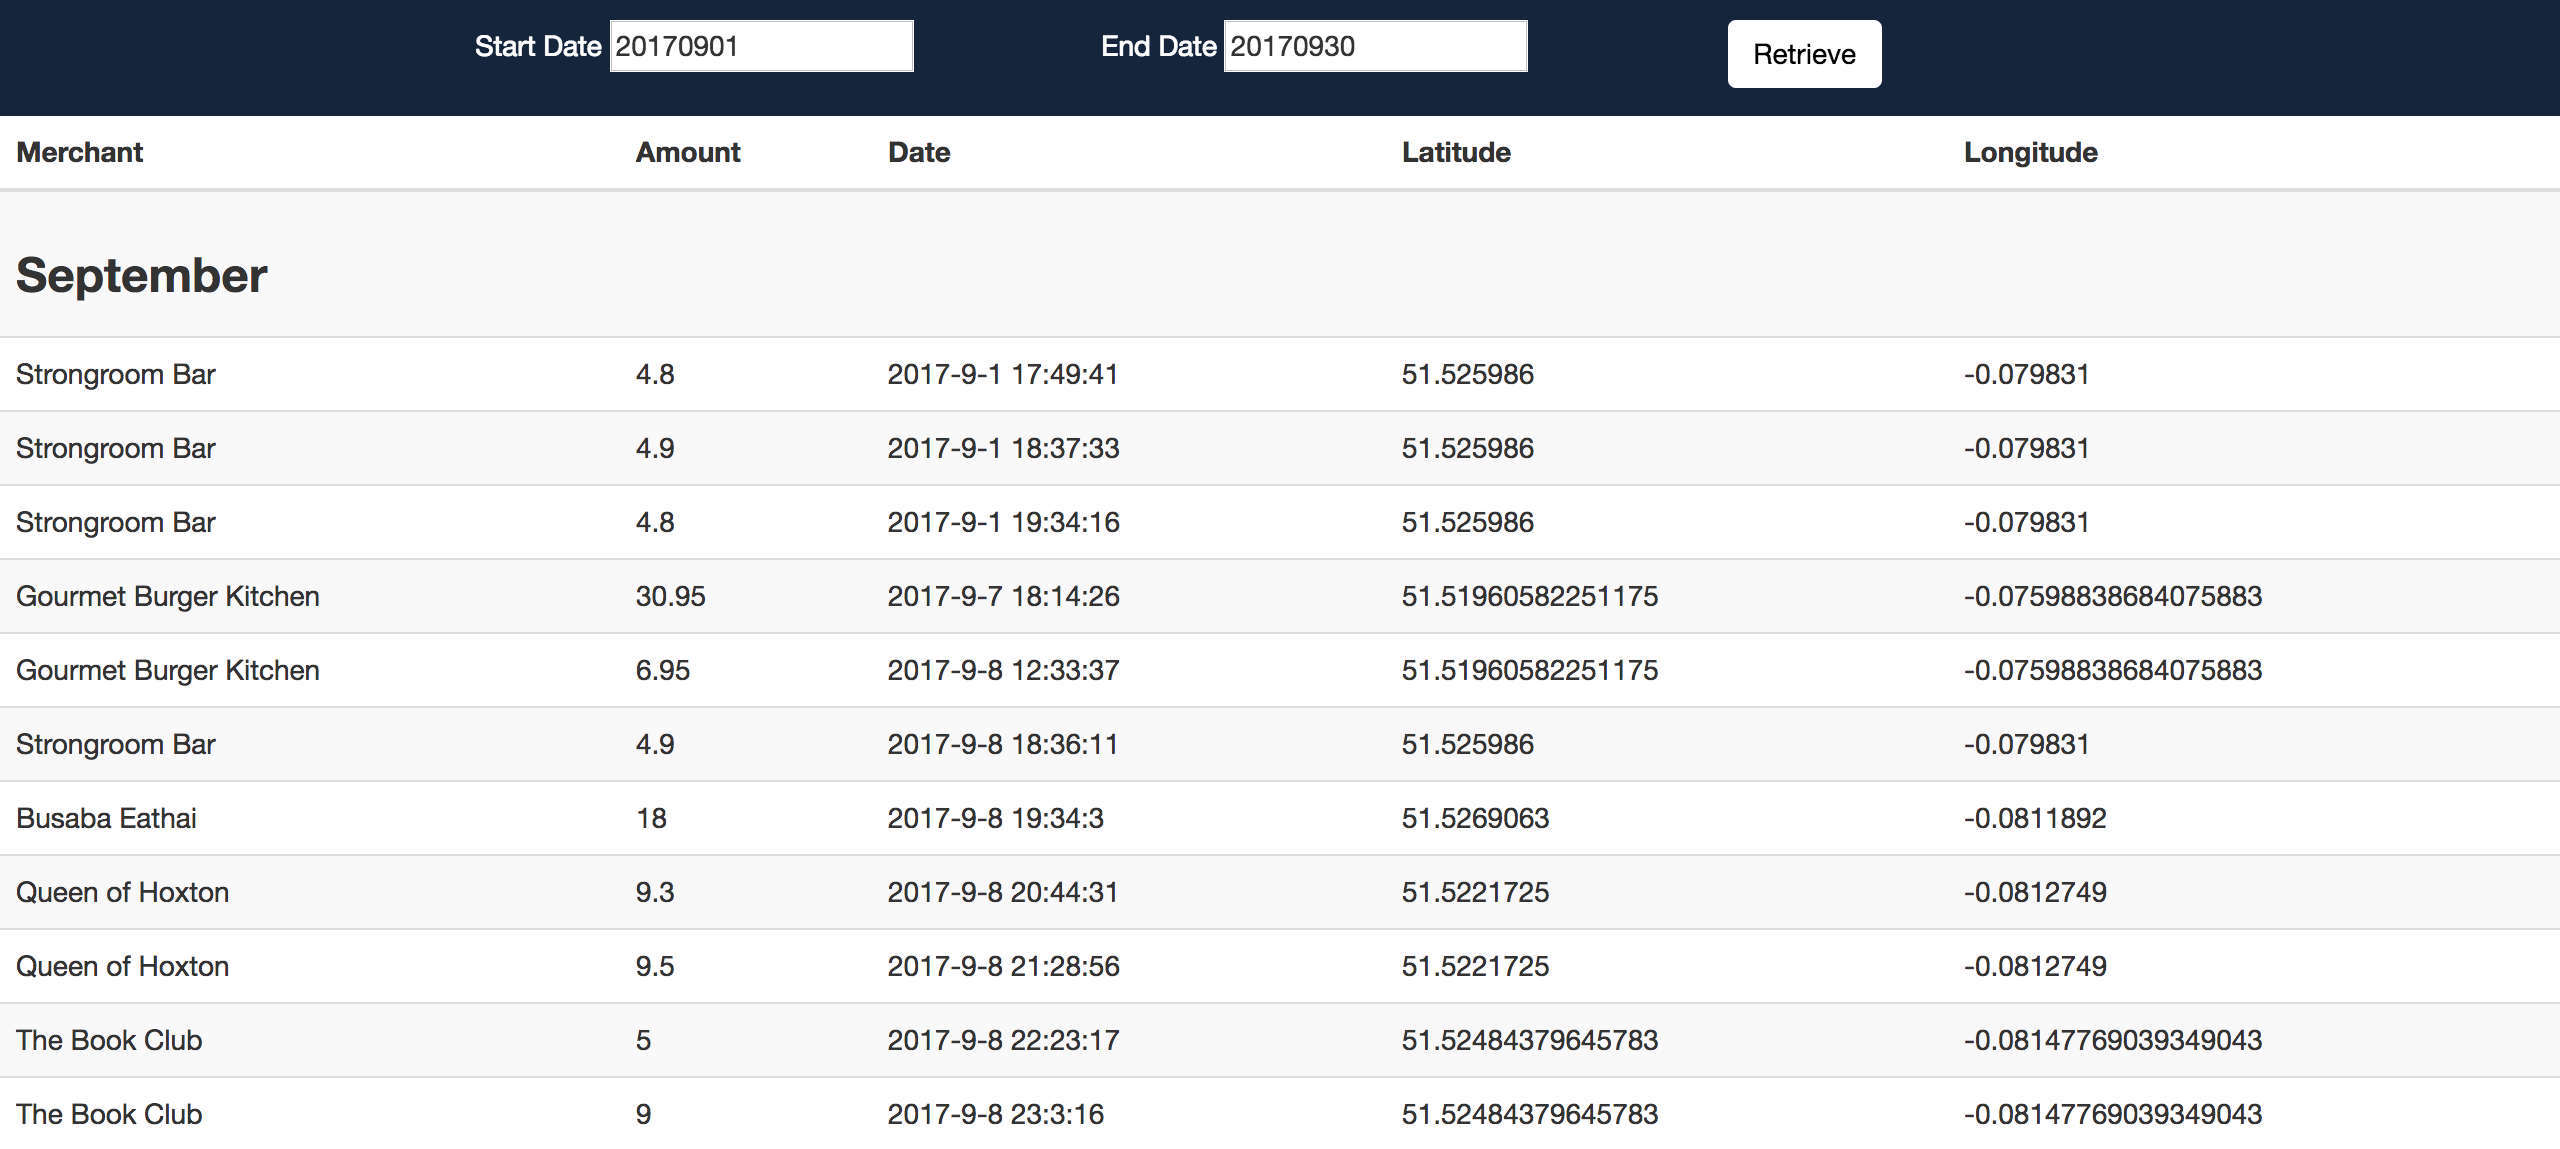 Start Date 20170901 End Date 20170930 Retrieve
Merchant Amount Date Latitude Longitude
September
Strongroom Bar 4.8 2017-9-1 17:49:41 51.525986 -0.079831
Strongroom Bar 4.9 2017-9-1 18:37:33 51.525986 -0.079831
Strongroom Bar 4.8 2017-9-1 19:34:16 51.525986 -0.079831
Gourmet Burger Kitchen 30.95 2017-9-7 18:14:26 51.51960582251175 -0.07598838684075883
Gourmet Burger Kitchen 6.95 2017-9-8 12:33:37 51.51960582251175 -0.07598838684075883
Strongroom Bar 4.9 2017-9-8 18:36:11 51.525986 -0.079831
Busaba Eathai 18 2017-9-8 19:34:3 51.5269063 -0.0811892
Queen of Hoxton 9.3 2017-9-8 20:44:31 51.5221725 -0.0812749
Queen of Hoxton 9.5 2017-9-8 21:28:56 51.5221725 -0.0812749
The Book Club 5 2017-9-8 22:23:17 51.52484379645783 -0.08147769039349043
The Book Club 9 2017-9-8 23:3:16 51.52484379645783 -0.08147769039349043